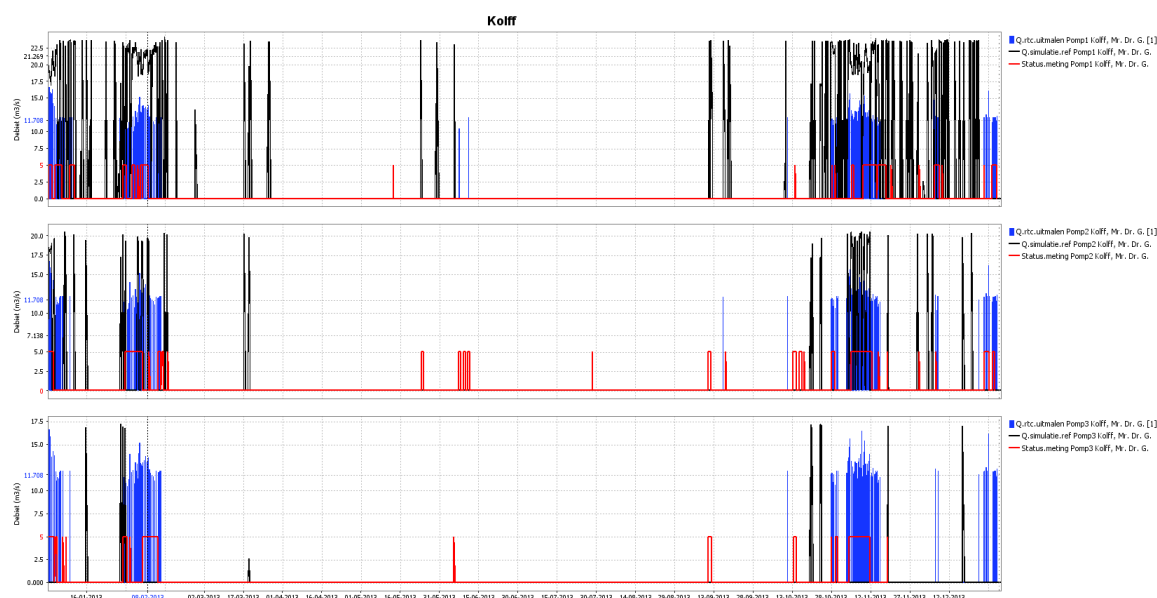 Kolff
Debiet (m3/s)
22.5
21.269
20.0
17.5
15.0
11.708
10.0
7.5
5
2.5
0.0
Q.rtc.uitmalen Pomp1 Kolff, Mr. Dr. G. [1]
Q.simulatie.ref Pomp1 Kolff, Mr. Dr. G.
Status.meting Pomp1 Kolff, Mr. Dr. G.
Debiet (m3/s)
20.0
17.5
15.0
11.708
10.0
7.138
5.0
2.5
0
Q.rtc.uitmalen Pomp2 Kolff, Mr. Dr. G. [1]
Q.simulatie.ref Pomp2 Kolff, Mr. Dr. G.
Status.meting Pomp2 Kolff, Mr. Dr. G.
Debiet (m3/s)
17.5
15.0
11.708
10.0
7.5
5
2.5
0.000
Q.rtc.uitmalen Pomp3 Kolff, Mr. Dr. G. [1]
Q.simulatie.ref Pomp3 Kolff, Mr. Dr. G.
Status.meting Pomp3 Kolff, Mr. Dr. G.
16-01-2013 08-02-2013 02-03-2013 17-03-2013 01-04-2013 16-04-2013 01-05-2013 16-05-2013 31-05-2013 15-06-2013 30-06-2013 15-07-2013 30-07-2013 14-08-2013 29-08-2013 13-09-2013 28-09-2013 13-10-2013 28-10-2013 12-11-2013 27-11-2013 12-12-2013